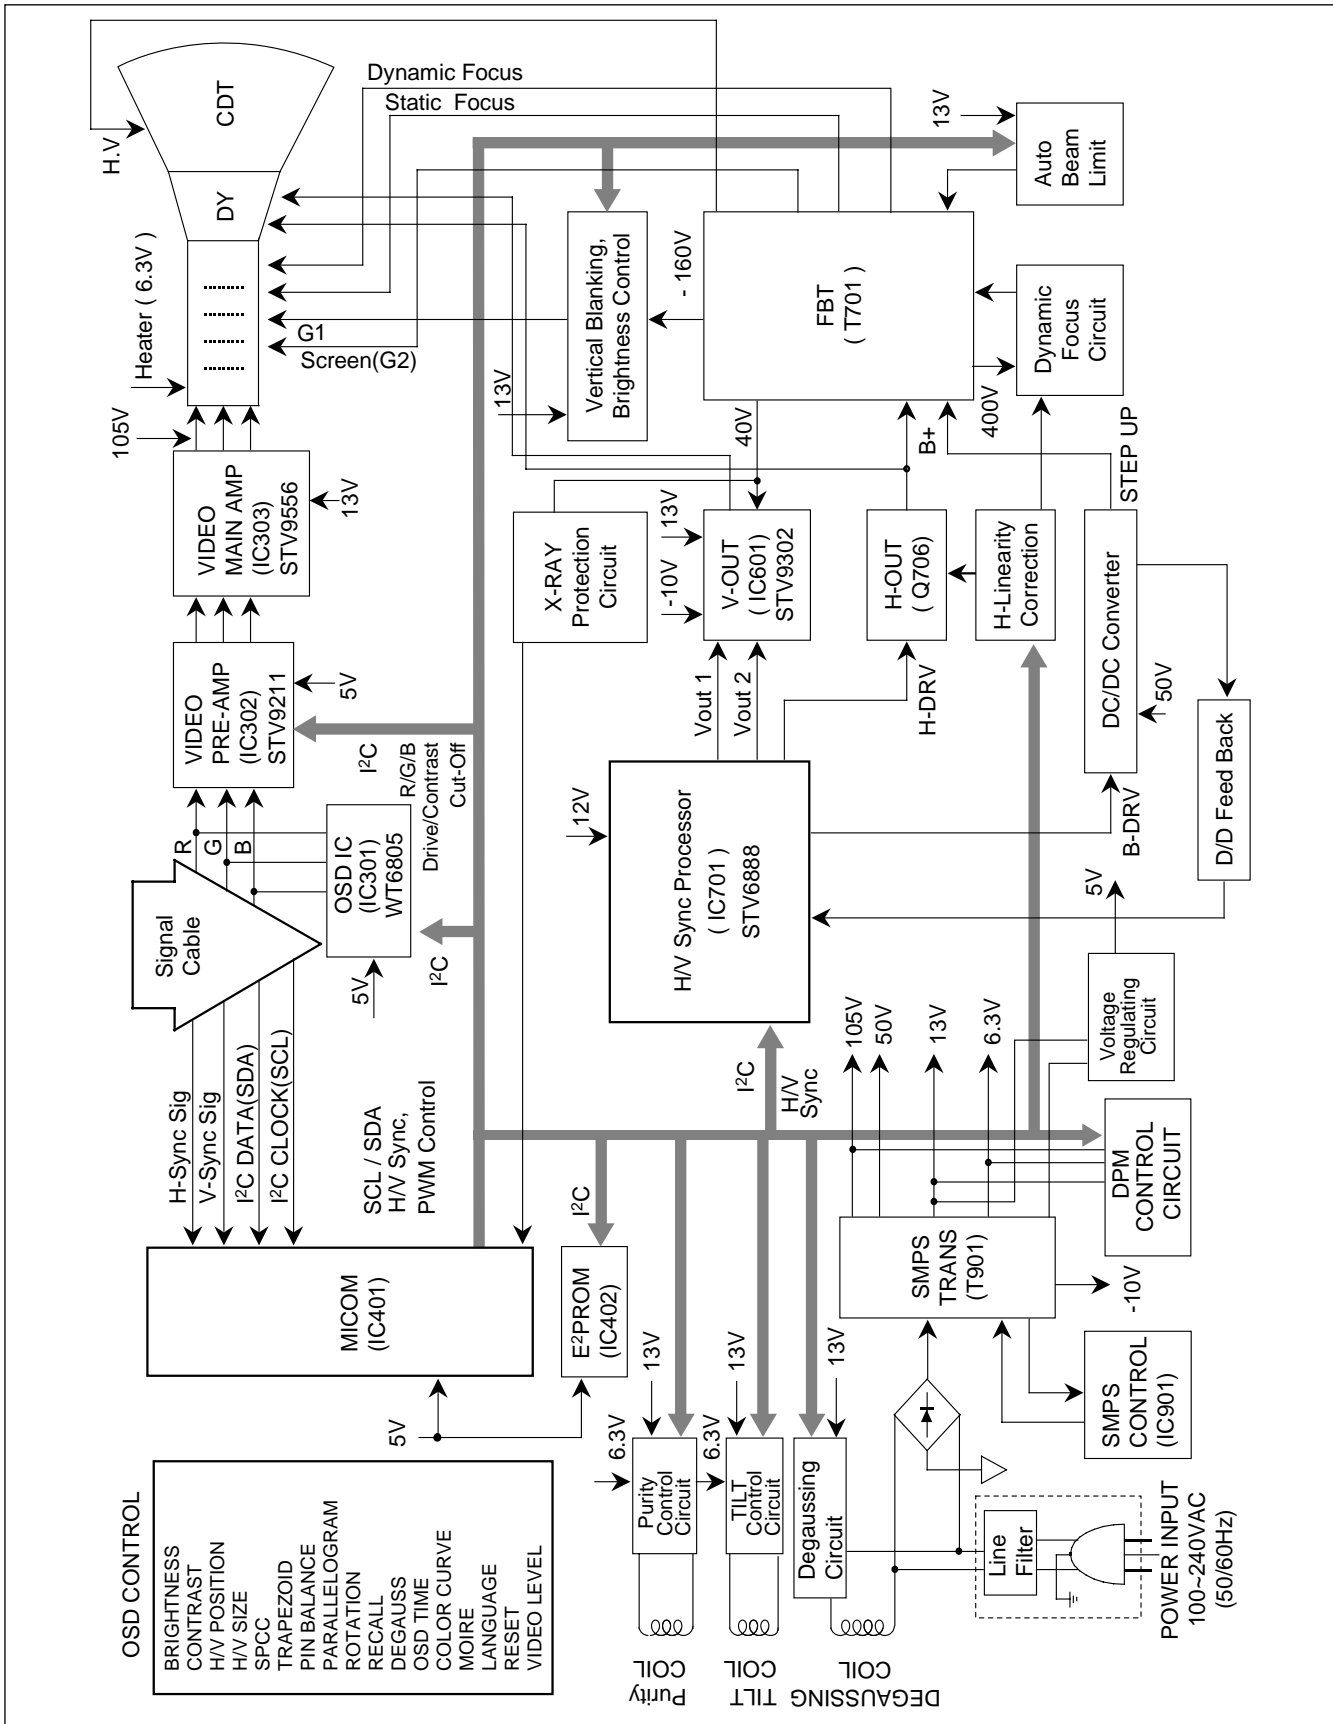 CDT
H.V
DY
Heater ( 6.3V )
105V
VIDEO
MAIN AMP
(IC303)
STV9556
13V
VIDEO
PRE-AMP
(IC302)
STV9211
5V
I²C
R/G/B
Drive/Contrast
Cut-Off
R
G
B
Signal
Cable
OSD IC
(IC301)
WT6805
5V
I²C
H-Sync Sig
V-Sync Sig
I²C DATA(SDA)
I²C CLOCK(SCL)
SCL / SDA
H/V Sync,
PWM Control
MICOM
(IC401)
5V
OSD CONTROL
BRIGHTNESS
CONTRAST
H/V POSITION
H/V SIZE
SPCC
TRAPEZOID
PIN BALANCE
PARALLELOGRAM
ROTATION
RECALL
DEGAUSS
OSD TIME
COLOR CURVE
MOIRE
LANGUAGE
RESET
VIDEO LEVEL
Dynamic Focus
Static Focus
G1
Screen(G2)
13V
Vertical Blanking,
Brightness Control
- 160V
FBT
( T701 )
13V
Auto
Beam
Limit
Dynamic
Focus
Circuit
400V
40V
B+
STEP UP
X-RAY
Protection
Circuit
13V
-10V
V-OUT
( IC601 )
STV9302
H-OUT
( Q706 )
H-Linearity
Correction
DC/DC Converter
50V
Vout 1
Vout 2
H-DRV
12V
H/V Sync Processor
( IC701 )
STV6888
B-DRV
D/D Feed Back
5V
Voltage
Regulating
Circuit
I²C
H/V
Sync
105V
50V
13V
6.3V
DPM
CONTROL
CIRCUIT
SMPS
TRANS
(T901)
-10V
SMPS
CONTROL
(IC901)
I²C
E²PROM
(IC402)
13V
6.3V
Purity
Control
Circuit
Purity
COIL
13V
6.3V
TILT
Control
Circuit
TILT
COIL
13V
Degaussing
Circuit
DEGAUSSING
COIL
Line
Filter
POWER INPUT
100~240VAC
(50/60Hz)